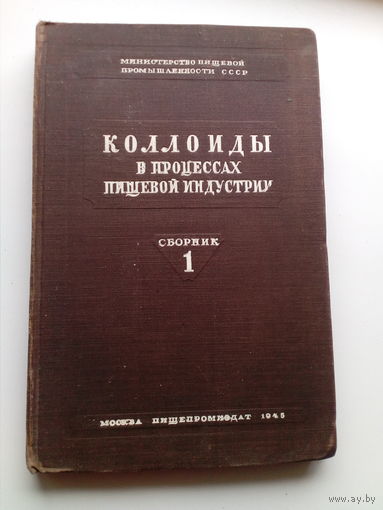 МИНИСТЕРСТВО ПИЩЕВОЙ
ПРОМЫШЛЕННОСТИ СССР
КОЛЛОИДЫ
В ПРОЦЕССАХ
ПИЩЕВОЙ ИНДУСТРИИ
СБОРНИК
1
МОСКВА ПИЩЕПРОМИЗДАТ 1945
www.ay.by